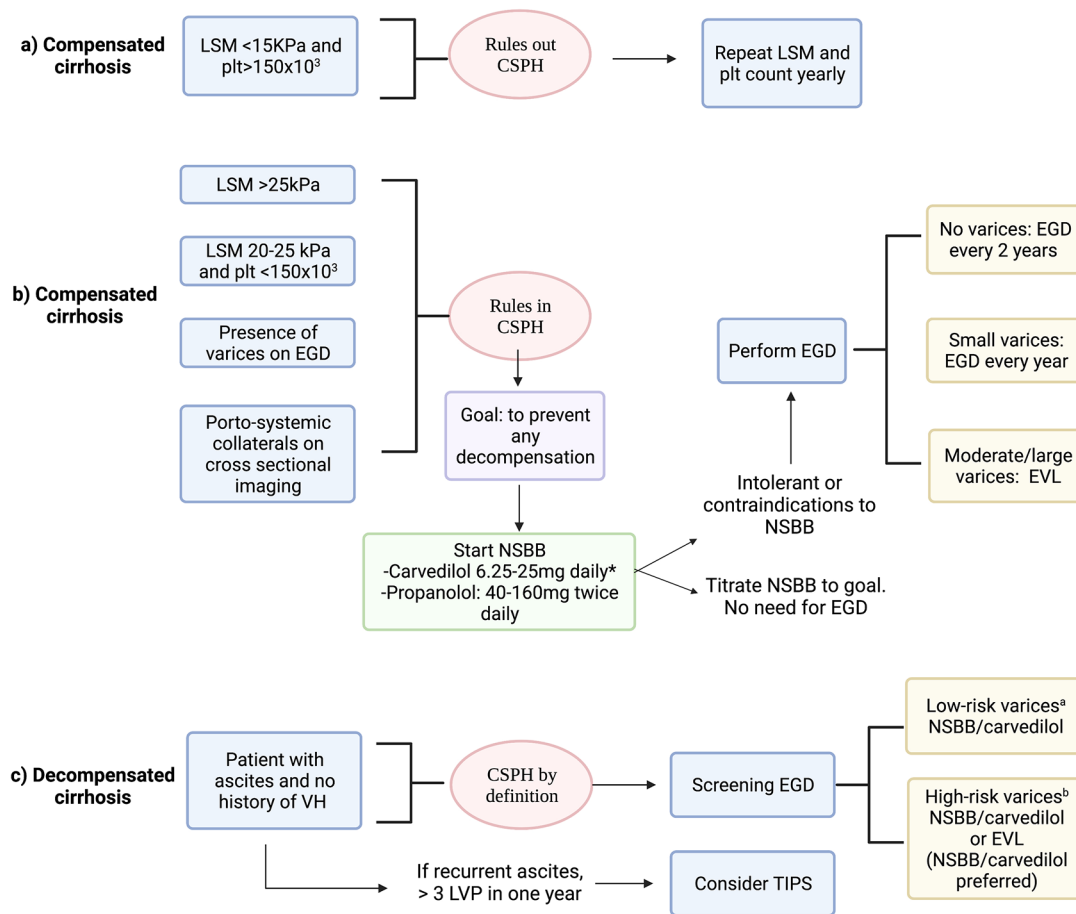 a) Compensated
cirrhosis
LSM <15KPa and
plt>150x10³
Rules out
CSPH
Repeat LSM and
plt count yearly
b) Compensated
cirrhosis
LSM >25kPa
LSM 20-25 kPa
and plt <150x10³
Presence of
varices on EGD
Porto-systemic
collaterals on
cross sectional
imaging
Rules in
CSPH
Goal: to prevent
any
decompensation
Start NSBB
-Carvedilol 6.25-25mg daily*
-Propanolol: 40-160mg twice
daily
Intolerant or
contraindications to
NSBB
Titrate NSBB to goal.
No need for EGD
Perform EGD
No varices: EGD
every 2 years
Small varices:
EGD every year
Moderate/large
varices: EVL
c) Decompensated
cirrhosis
Patient with
ascites and no
history of VH
CSPH by
definition
Screening EGD
Low-risk varicesᵃ
NSBB/carvedilol
High-risk varicesᵇ
NSBB/carvedilol
or EVL
(NSBB/carvedilol
preferred)
If recurrent ascites,
> 3 LVP in one year
Consider TIPS